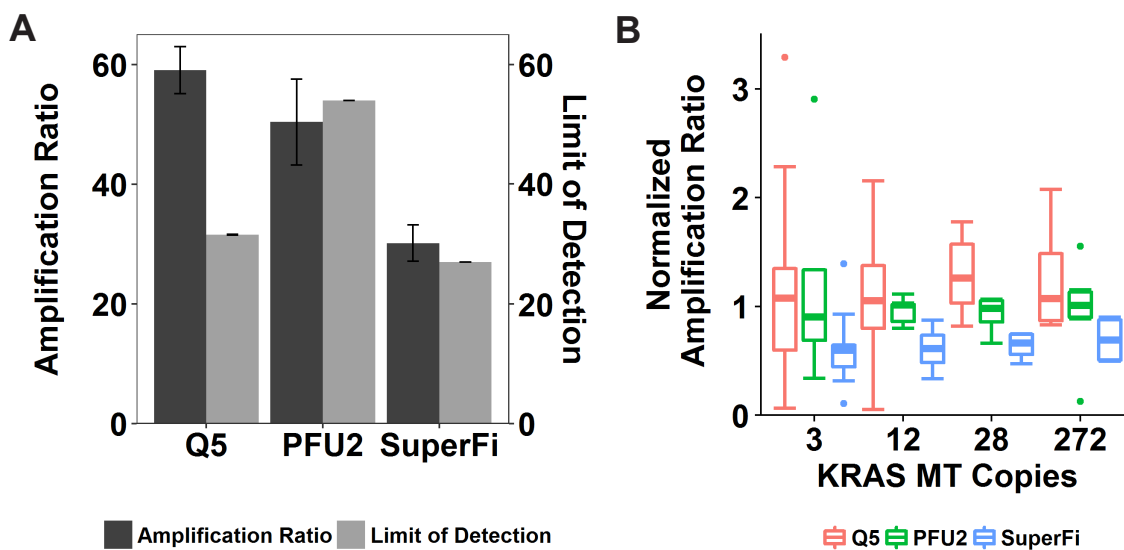 A
Amplification Ratio
60
40
20
0
60
40
20
0
Limit of Detection
Q5 PFU2 SuperFi
Amplification Ratio Limit of Detection
B
Normalized
Amplification Ratio
3
2
1
0
3 12 28 272
KRAS MT Copies
Q5 PFU2 SuperFi